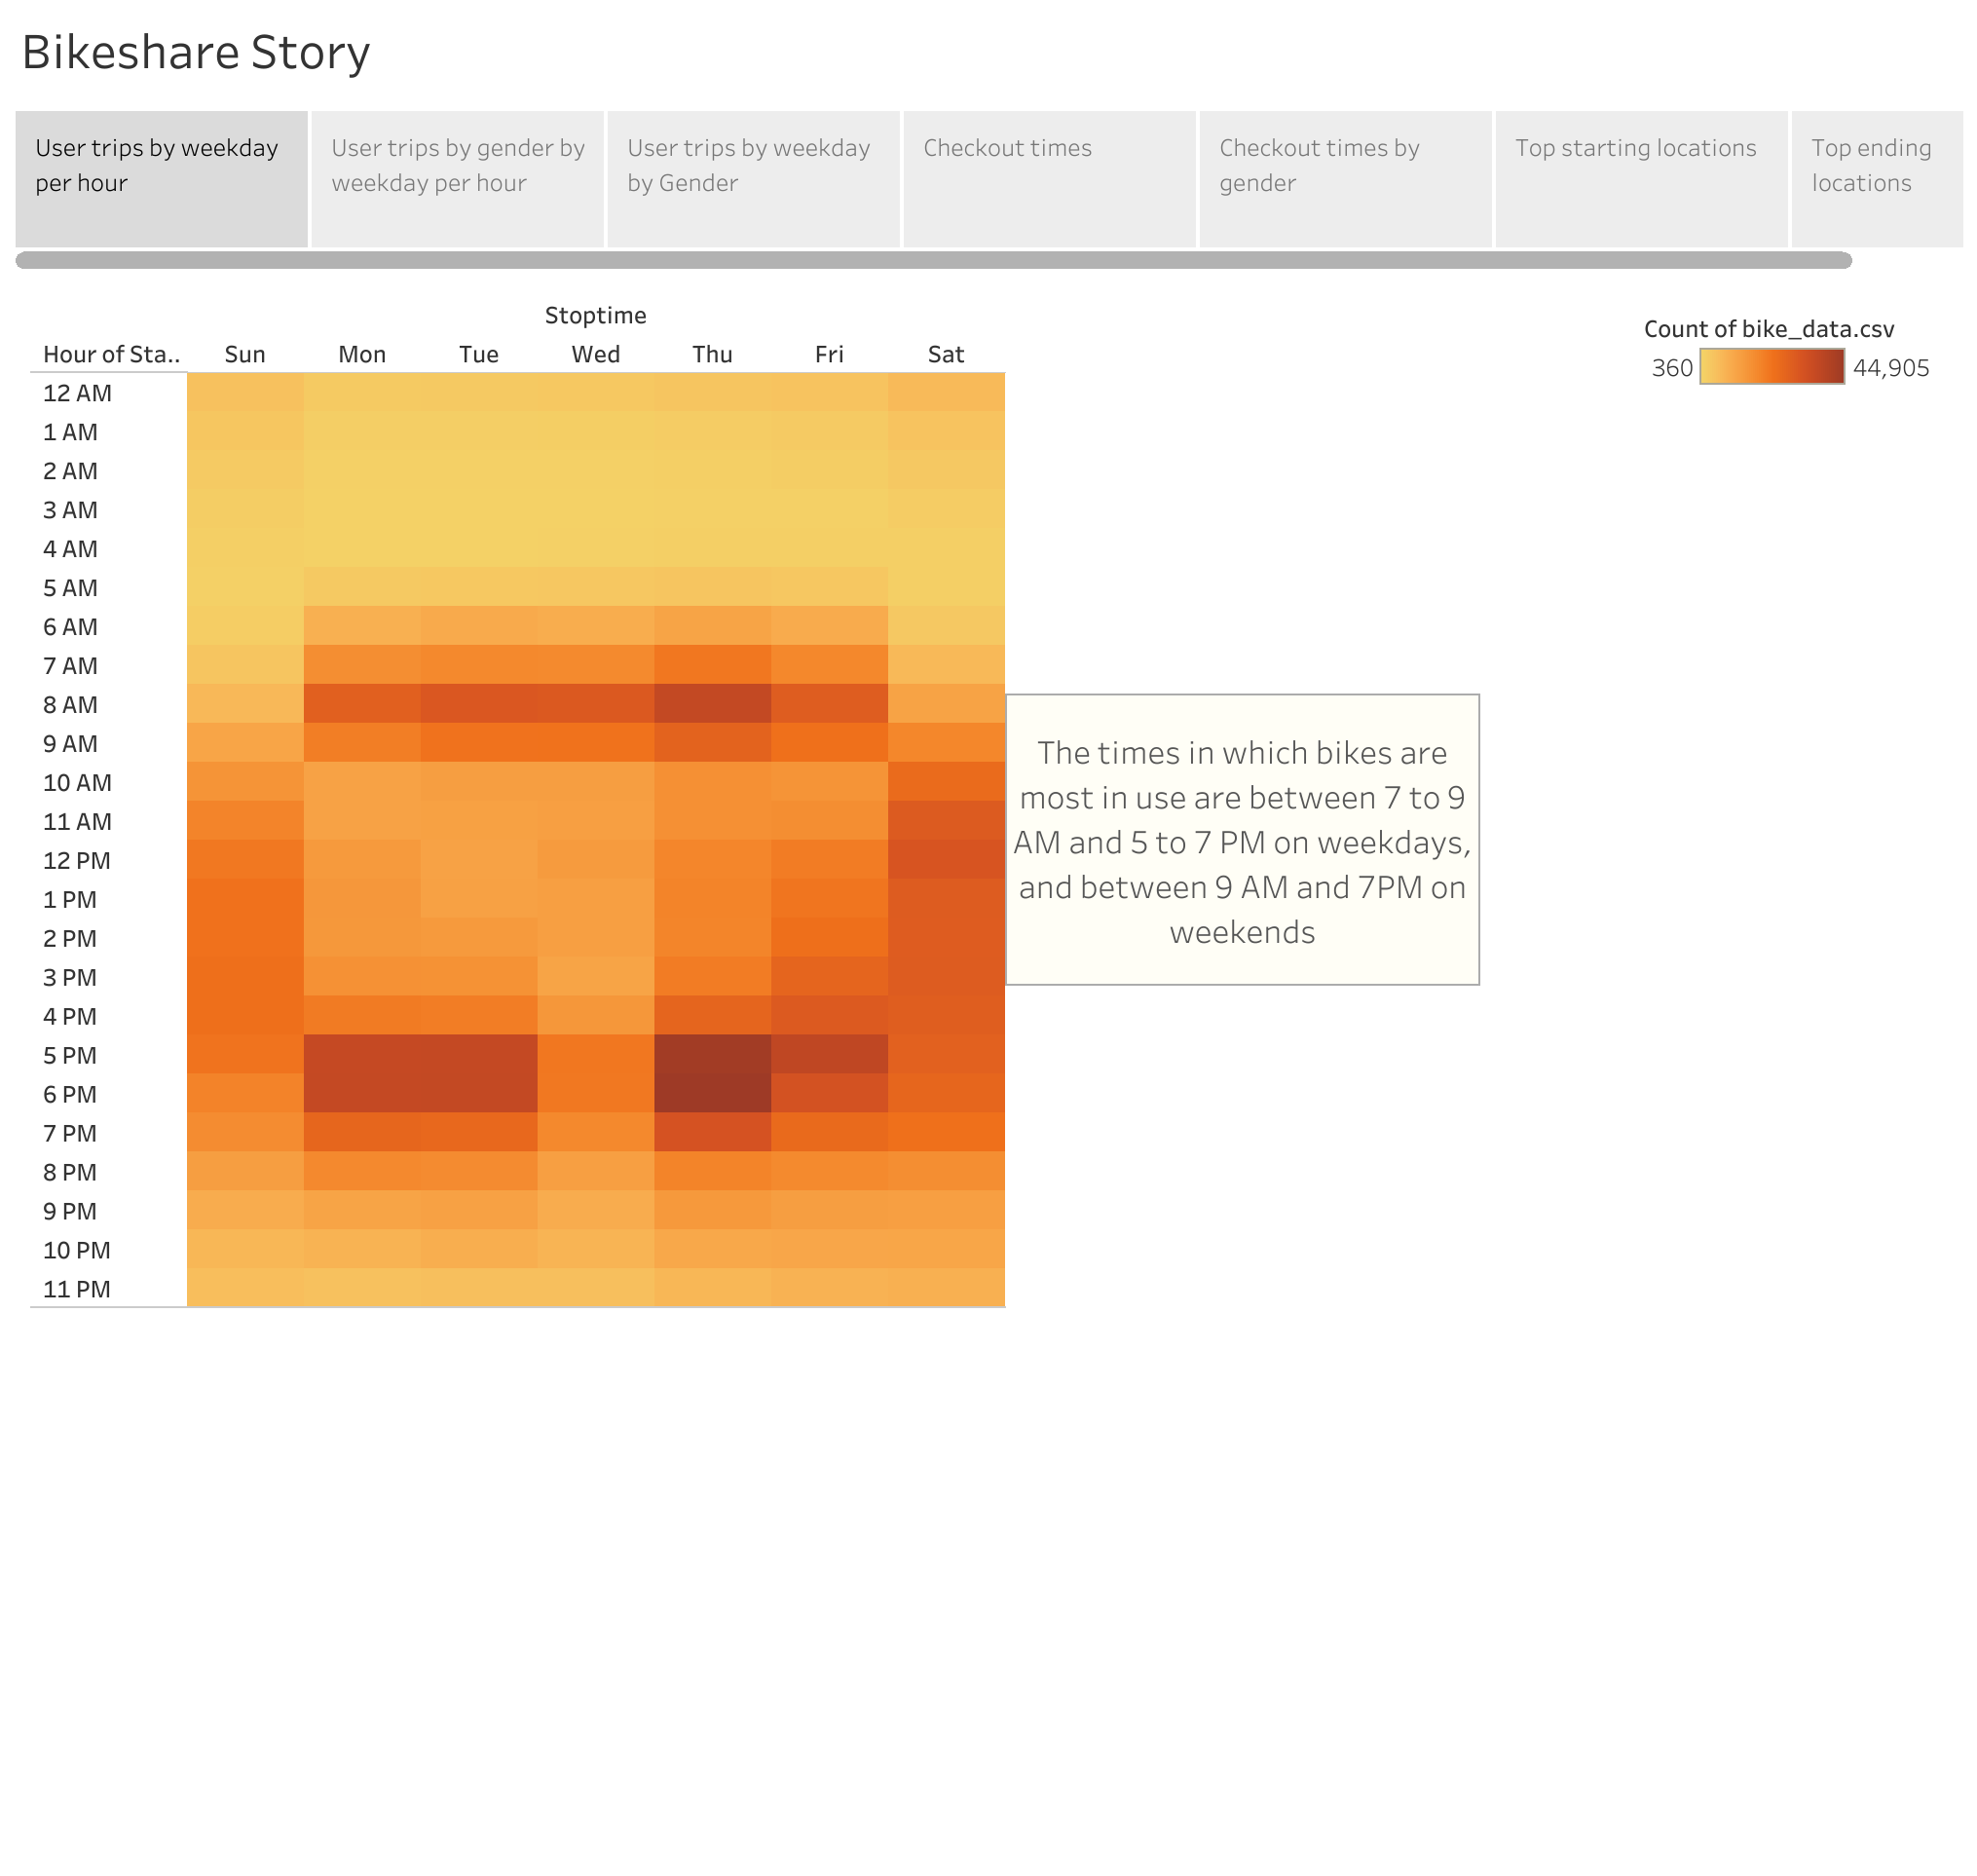 Bikeshare Story
User trips by weekday
per hour
User trips by gender by
weekday per hour
User trips by weekday
by Gender
Checkout times
Checkout times by
gender
Top starting locations
Top ending
locations
Stoptime
Hour of Sta.. Sun Mon Tue Wed Thu Fri Sat
12 AM
1 AM
2 AM
3 AM
4 AM
5 AM
6 AM
7 AM
8 AM
9 AM
10 AM
11 AM
12 PM
1 PM
2 PM
3 PM
4 PM
5 PM
6 PM
7 PM
8 PM
9 PM
10 PM
11 PM
The times in which bikes are
most in use are between 7 to 9
AM and 5 to 7 PM on weekdays,
and between 9 AM and 7PM on
weekends
Count of bike_data.csv
360 44,905